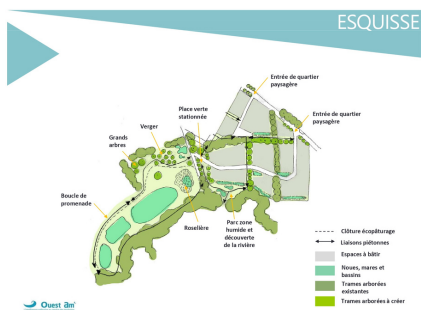 ESQUISSE
Entrée de quartier
paysagère
Place verte
stationnée
Entrée de quartier
paysagère
Verger
Grands
arbres
Boucle de
promenade
Roselière
Parc zone
humide et
découverte
de la rivière
Clôture écopâturage
Liaisons piétonnes
Espaces à bâtir
Noues, mares et
bassins
Trames arborées
existantes
Trames arborées à créer
Ouest Am'